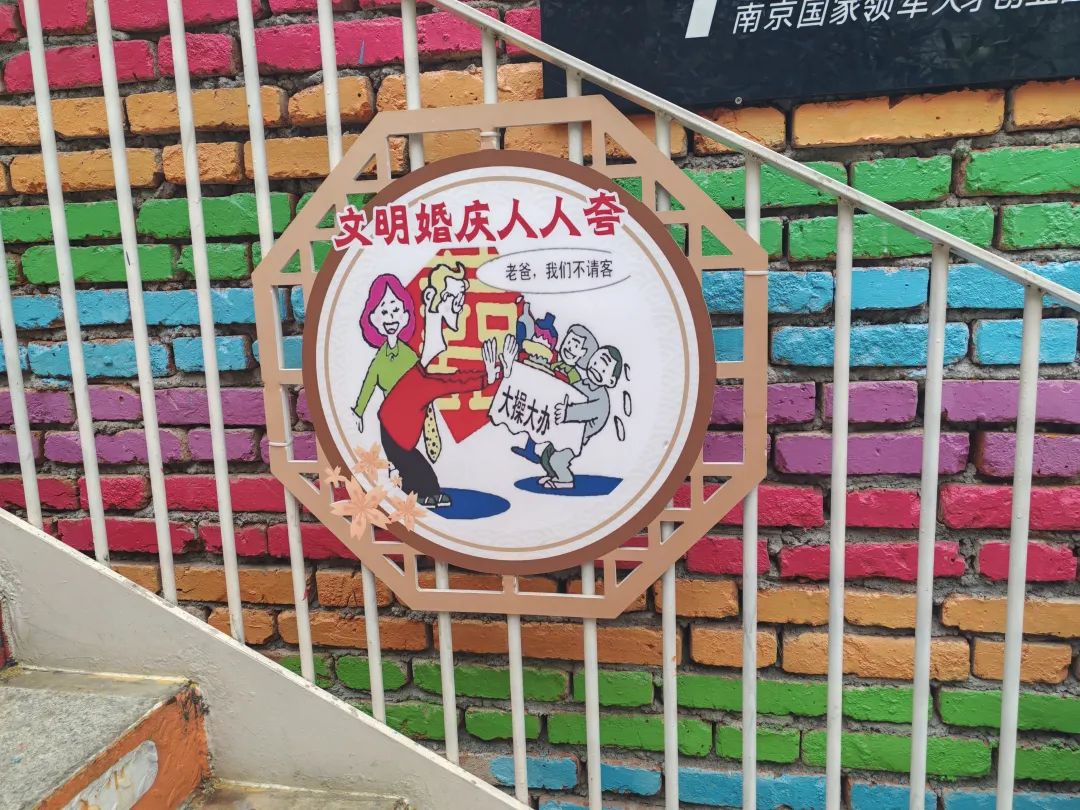 南京国家领军人才创业
文明婚庆人人夸
老爸，我们不请客
大操大办